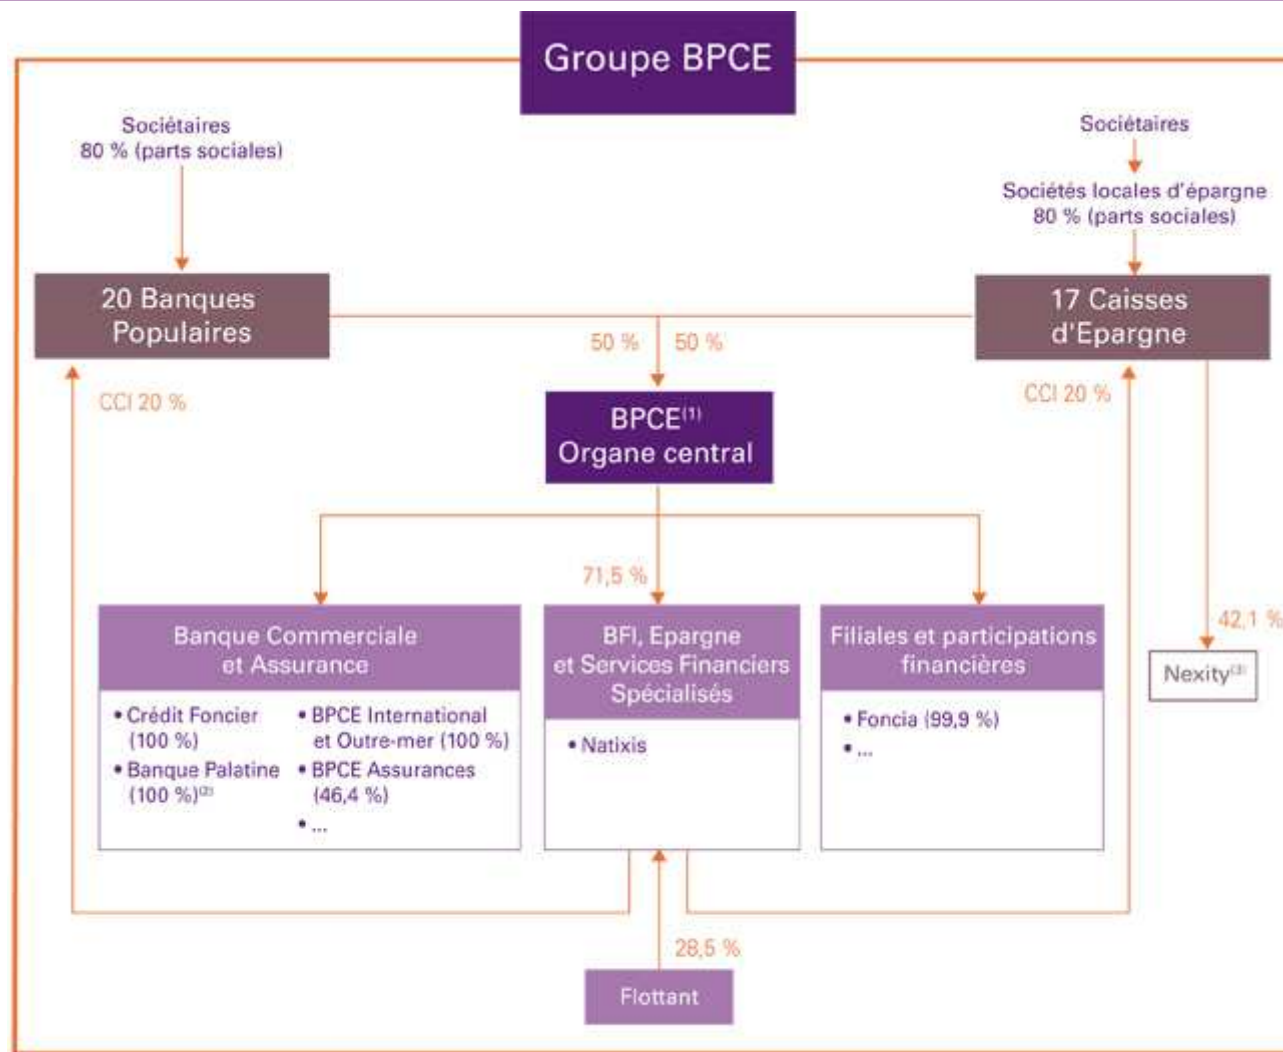 Groupe BPCE
Sociétaires
80 % (parts sociales)
Sociétaires
Sociétés locales d'épargne
80 % (parts sociales)
20 Banques
Populaires
17 Caisses
d'Epargne
50 %
50 %
CCI 20 %
CCI 20 %
BPCE(1)
Organe central
71,5 %
42,1 %
Nexity(3)
Banque Commerciale
et Assurance
• Crédit Foncier
(100 %)
• Banque Palatine
(100 %)(2)
• BPCE International
et Outre-mer (100 %)
• BPCE Assurances
(46,4 %)
• ...
BFI, Epargne
et Services Financiers
Spécialisés
• Natixis
Filiales et participations
financières
• Foncia (99,9 %)
• ...
28,5 %
Flottant